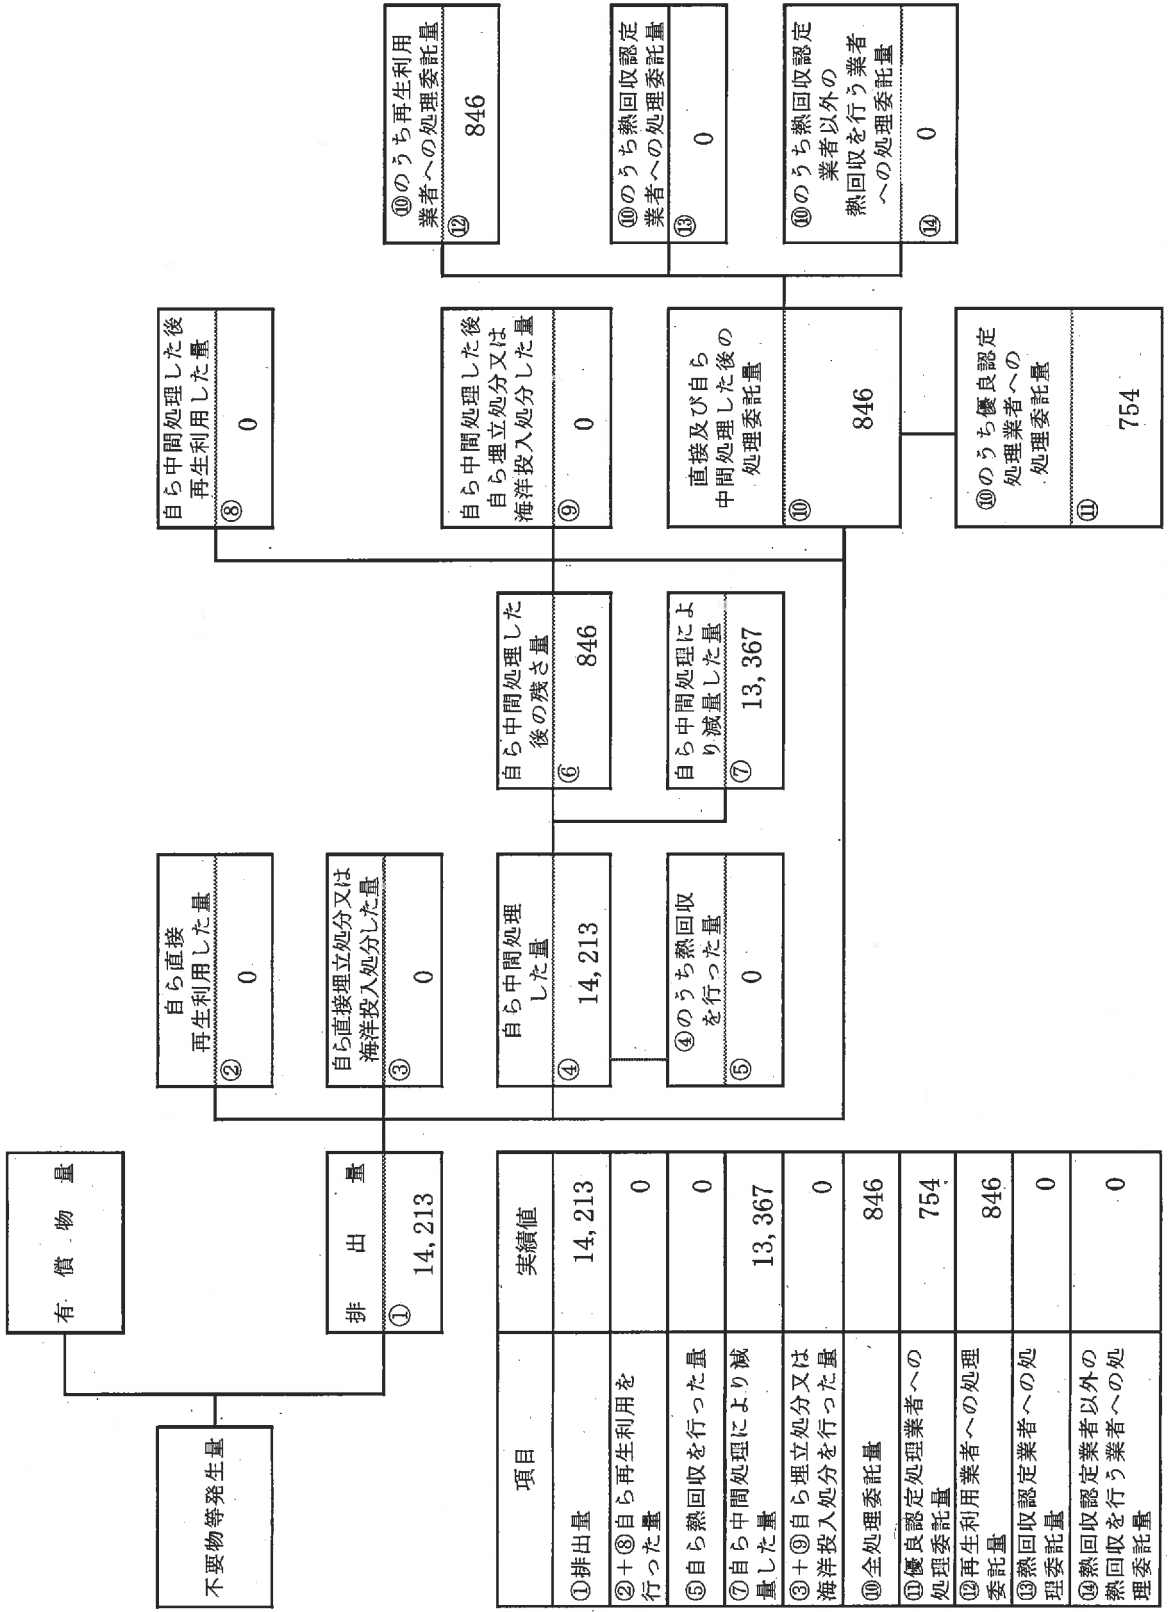 不要物等発生量
有償物量
排出量
①
14,213
自ら直接
再生利用した量
②
0
自ら直接埋立処分又は
海洋投入処分した量
③
0
自ら中間処理
した量
④
14,213
④のうち熱回収
を行った量
⑤
0
自ら中間処理した
後の残さ量
⑥
846
自ら中間処理によ
り減量した量
⑦
13,367
自ら中間処理した後
再生利用した量
⑧
0
自ら中間処理した後
自ら埋立処分又は
海洋投入処分した量
⑨
0
直接及び自ら
中間処理した後の
処理委託量
⑩
846
⑩のうち優良認定
処理業者への
処理委託量
⑪
754
⑩のうち再生利用
業者への処理委託量
⑫
846
⑩のうち熱回収認定
業者への処理委託量
⑬
0
⑩のうち熱回収認定
業者以外の
熱回収を行う業者
への処理委託量
⑭
0
項目 実績値
①排出量 14,213
②+⑧自ら再生利用を
行った量 0
⑤自ら熱回収を行った量 0
⑦自ら中間処理により減
量した量 13,367
③+⑨自ら埋立処分又は
海洋投入処分を行った量 0
⑩全処理委託量 846
⑪優良認定処理業者への
処理委託量 754
⑫再生利用業者への処理
委託量 846
⑬熱回収認定業者への処
理委託量 0
⑭熱回収認定業者以外の
熱回収を行う業者への処
理委託量 0